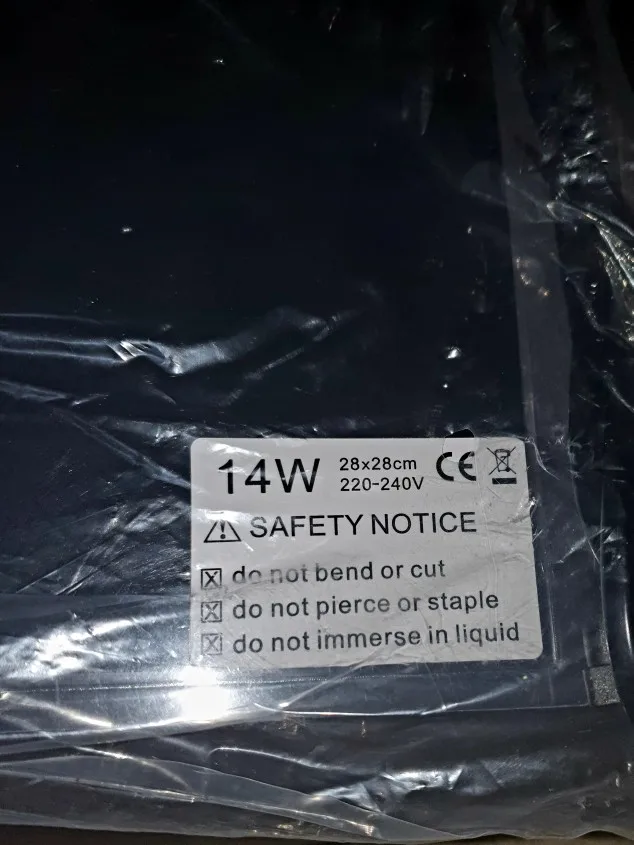 14W 28x28cm CE
220-240V
SAFETY NOTICE
do not bend or cut
do not pierce or staple
do not immerse in liquid